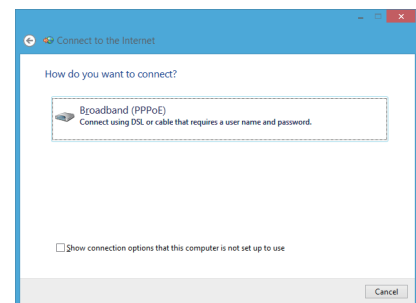 Connect to the Internet
How do you want to connect?
Broadband (PPPoE)
Connect using DSL or cable that requires a user name and password.
Show connection options that this computer is not set up to use
Cancel